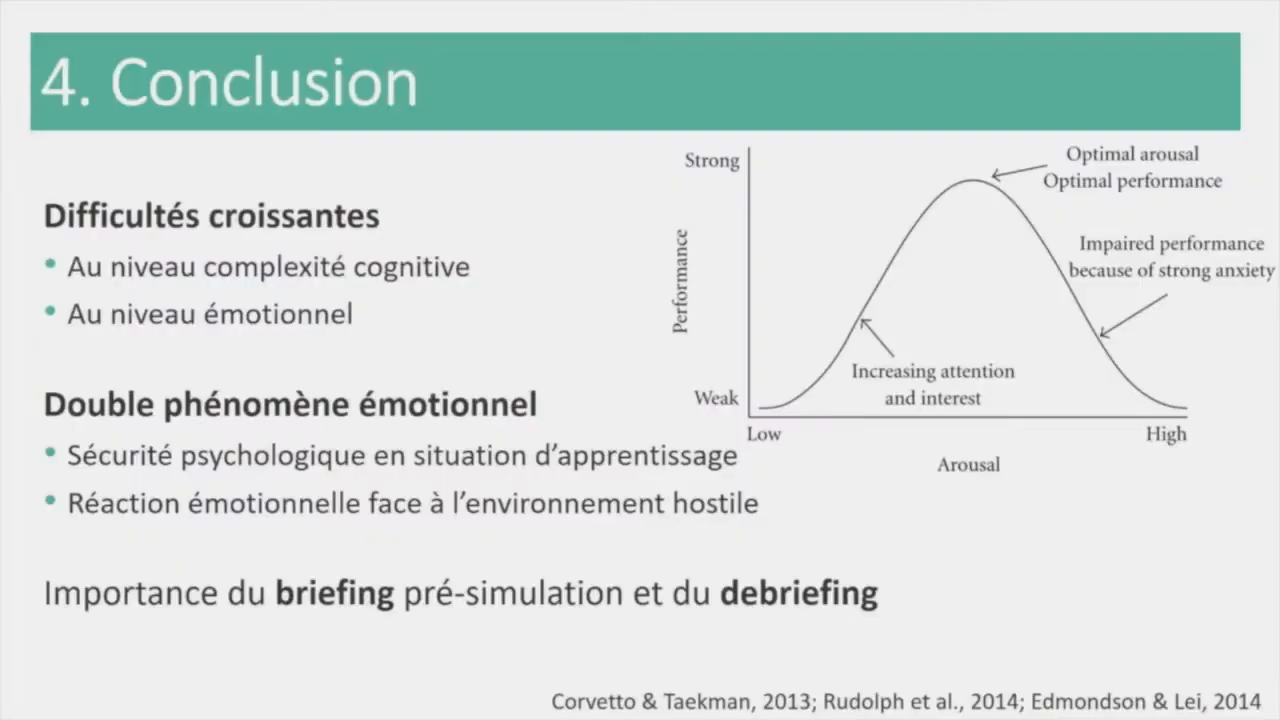 4. Conclusion
Difficultés croissantes
• Au niveau complexité cognitive
• Au niveau émotionnel
Double phénomène émotionnel
• Sécurité psychologique en situation d'apprentissage
• Réaction émotionnelle face à l'environnement hostile
Importance du briefing pré-simulation et du debriefing
Strong
Performance
Weak
Low
High
Arousal
Optimal arousal
Optimal performance
Impaired performance
because of strong anxiety
Increasing attention
and interest
Corvetto & Taekman, 2013; Rudolph et al., 2014; Edmondson & Lei, 2014